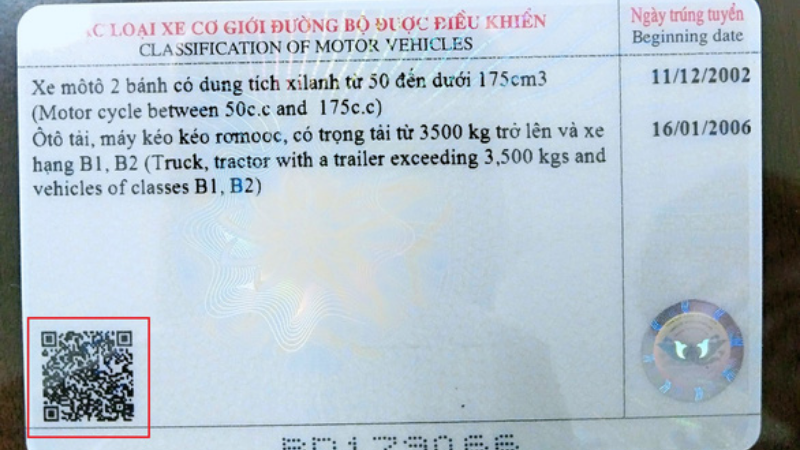 ÁC LOẠI XE CƠ GIỚI ĐƯỜNG BỘ ĐƯỢC ĐIỀU KHIỂN
CLASSIFICATION OF MOTOR VEHICLES
Ngày trúng tuyển
Beginning date
Xe môtô 2 bánh có dung tích xilanh từ 50 đến dưới 175cm3
(Motor cycle between 50c.c and 175c.c)
11/12/2002
Ôtô tải, máy kéo kéo rơmooc, có trọng tải từ 3500 kg trở lên và xe
hạng B1, B2 (Truck, tractor with a trailer exceeding 3,500 kgs and
vehicles of classes B1, B2)
16/01/2006